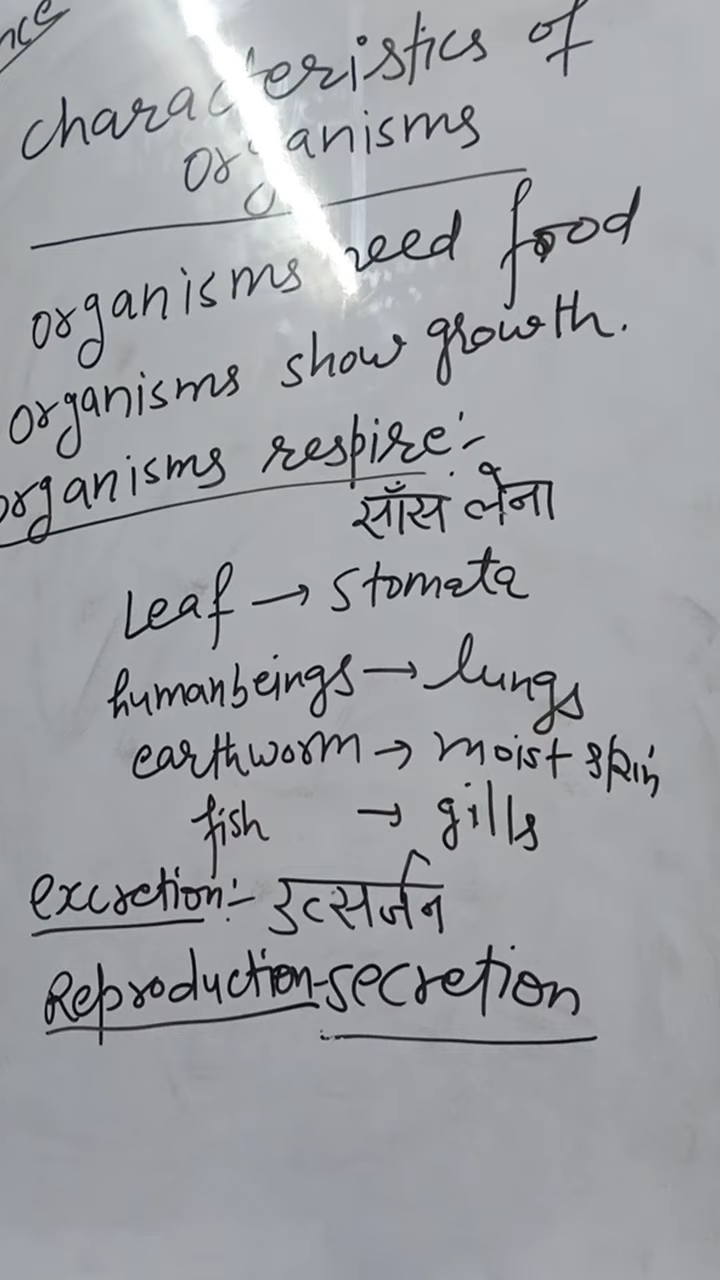 characteristics of
organisms
organisms need food
organisms show growth.
organisms respire:-
साँस लेना
Leaf → stomata
humanbeings → lungs
earthworm → moist skin
fish → gills
excretion:- उत्सर्जन
Reproduction-secretion